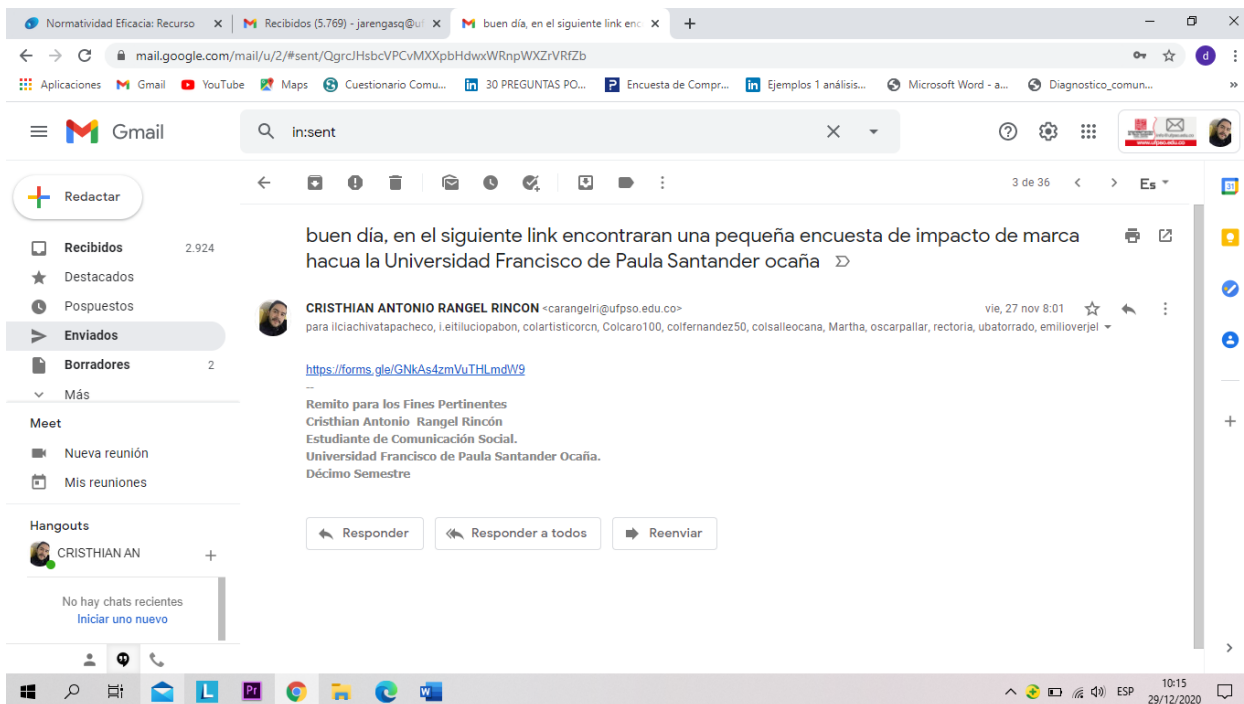 Normatividad Eficacia: Recurso
Recibidos (5.769) - jarengasq@uf
buen día, en el siguiente link enc
mail.google.com/mail/u/2/#sent/QgrcJHsbcVPCvMXXpbHdwxWRnpWXZrVRfZb
d
Aplicaciones Gmail YouTube Maps Cuestionario Comu... 30 PREGUNTAS PO... Encuesta de Compr... Ejemplos 1 análisis... Microsoft Word - a... Diagnostico_comun... »
Gmail
in:sent
www.ufpso.edu.co
Redactar
3 de 36
Es
31
Recibidos 2.924
Destacados
Pospuestos
Enviados
Borradores 2
Más
buen día, en el siguiente link encontraran una pequeña encuesta de impacto de marca
hacua la Universidad Francisco de Paula Santander ocaña
CRISTHIAN ANTONIO RANGEL RINCON <carangelri@ufpso.edu.co>
vie, 27 nov 8:01
para ilciachivatapacheco, i.eitiluciopabon, colartisticorcn, Colcaro100, colfernandez50, colsalleocana, Martha, oscarpallar, rectoria, ubatorrado, emilioverjel
https://forms.gle/GNkAs4zmVuTHLmdW9
--
Remito para los Fines Pertinentes
Cristhian Antonio Rangel Rincón
Estudiante de Comunicación Social.
Universidad Francisco de Paula Santander Ocaña.
Décimo Semestre
Responder
Responder a todos
Reenviar
Meet
Nueva reunión
Mis reuniones
Hangouts
CRISTHIAN AN
No hay chats recientes
Iniciar uno nuevo
L
Pr
W
ESP
10:15
29/12/2020